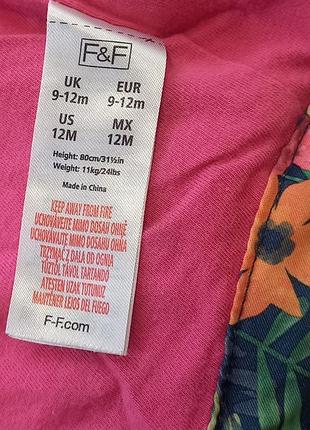 F&F
UK EUR
9-12m 9-12m
US MX
12M 12M
Height: 80cm/31½in
Weight: 11kg/24lbs
Made in China
KEEP AWAY FROM FIRE
UCHOVÁVEJTE MIMO DOSAHU OHNĚ
UCHOVÁVAJTE MIMO DOSAHU OHŇA
TRZYMAĆ Z DALA OD OGNIA
TŰZTŐL TÁVOL TARTANDÓ
ATEŞTEN UZAK TUTUNUZ
MANTENER LEJOS DEL FUEGO
F-F.com